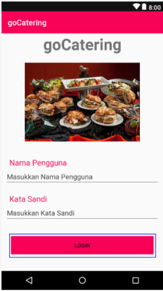 8:00
goCatering
goCatering
Nama Pengguna
Masukkan Nama Pengguna
Kata Sandi
Masukkan Kata Sandi
LOGIN